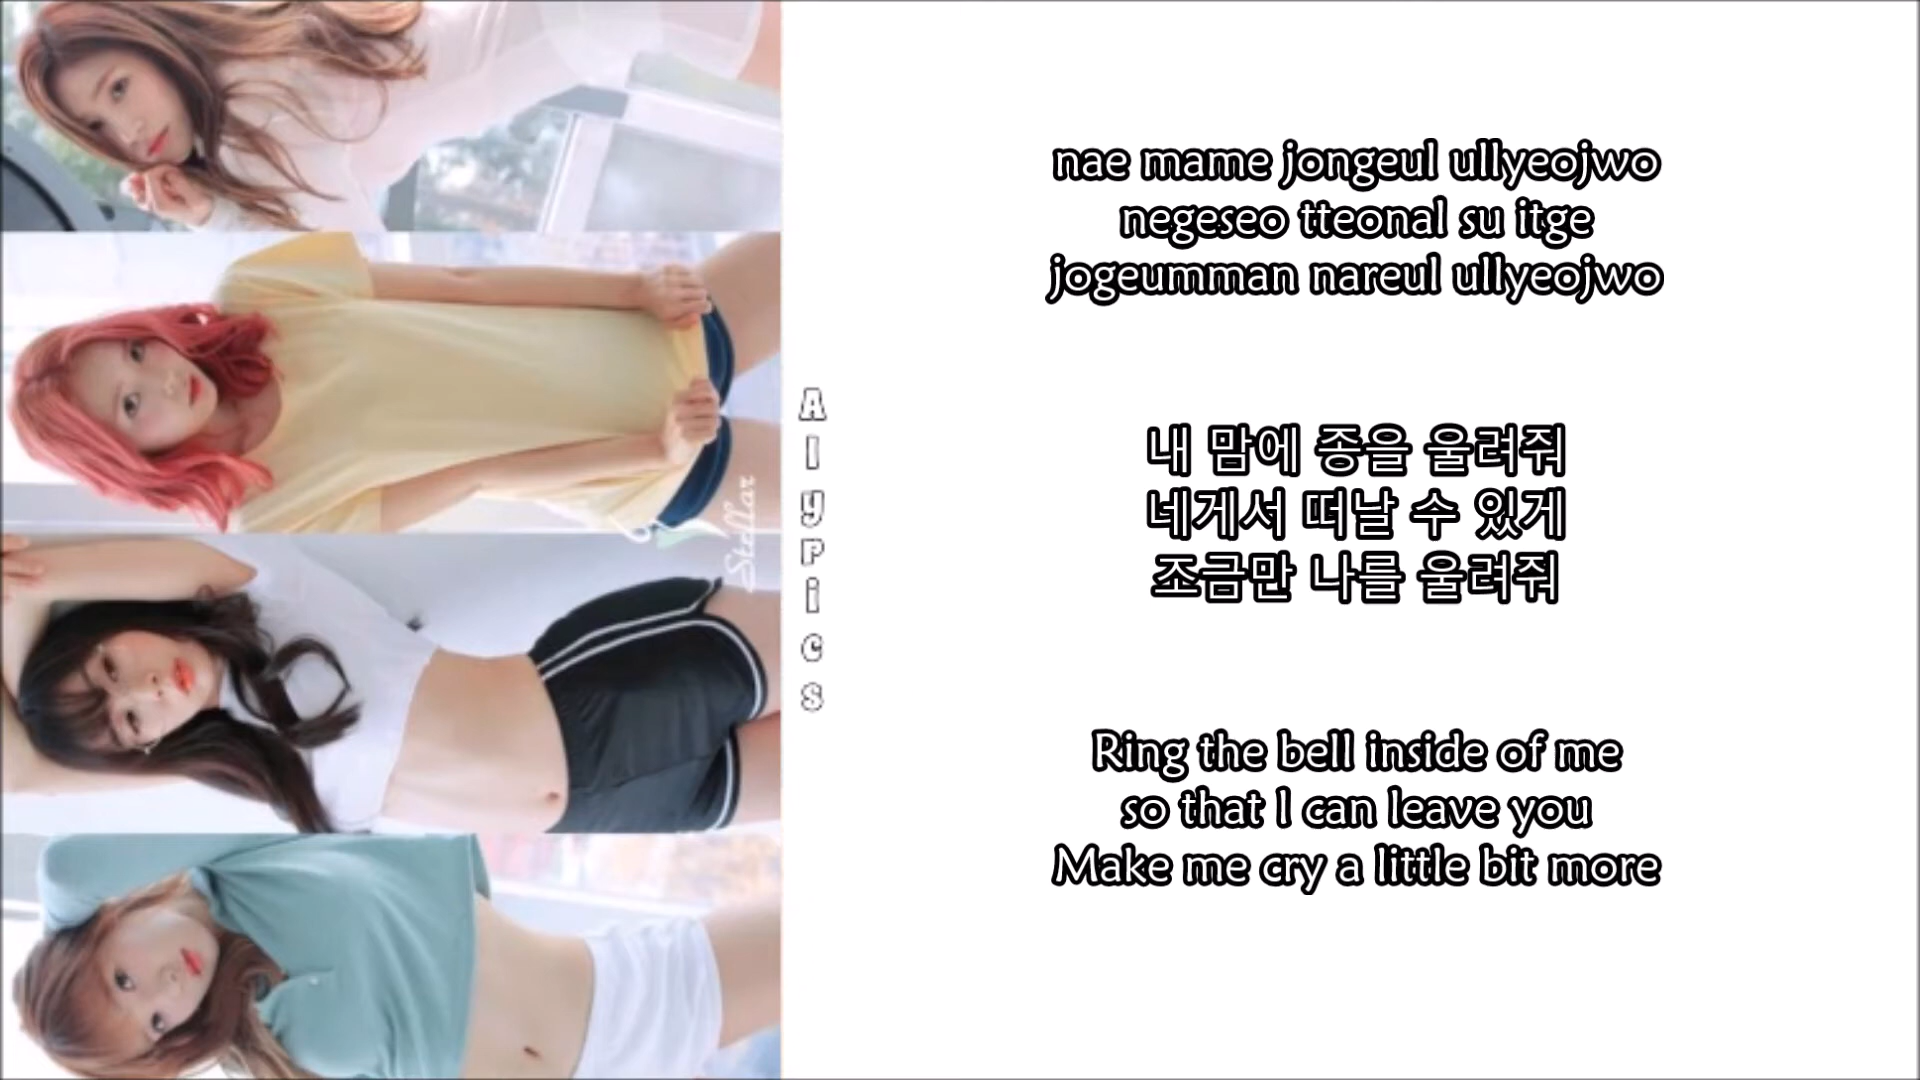 nae mame jongeul ullyeojwo
negeseo tteonal su itge
jogeumman nareul ullyeojwo
내 맘에 종을 울려줘
네게서 떠날 수 있게
조금만 나를 울려줘
Ring the bell inside of me
so that I can leave you
Make me cry a little bit more
Stellar
Alypics